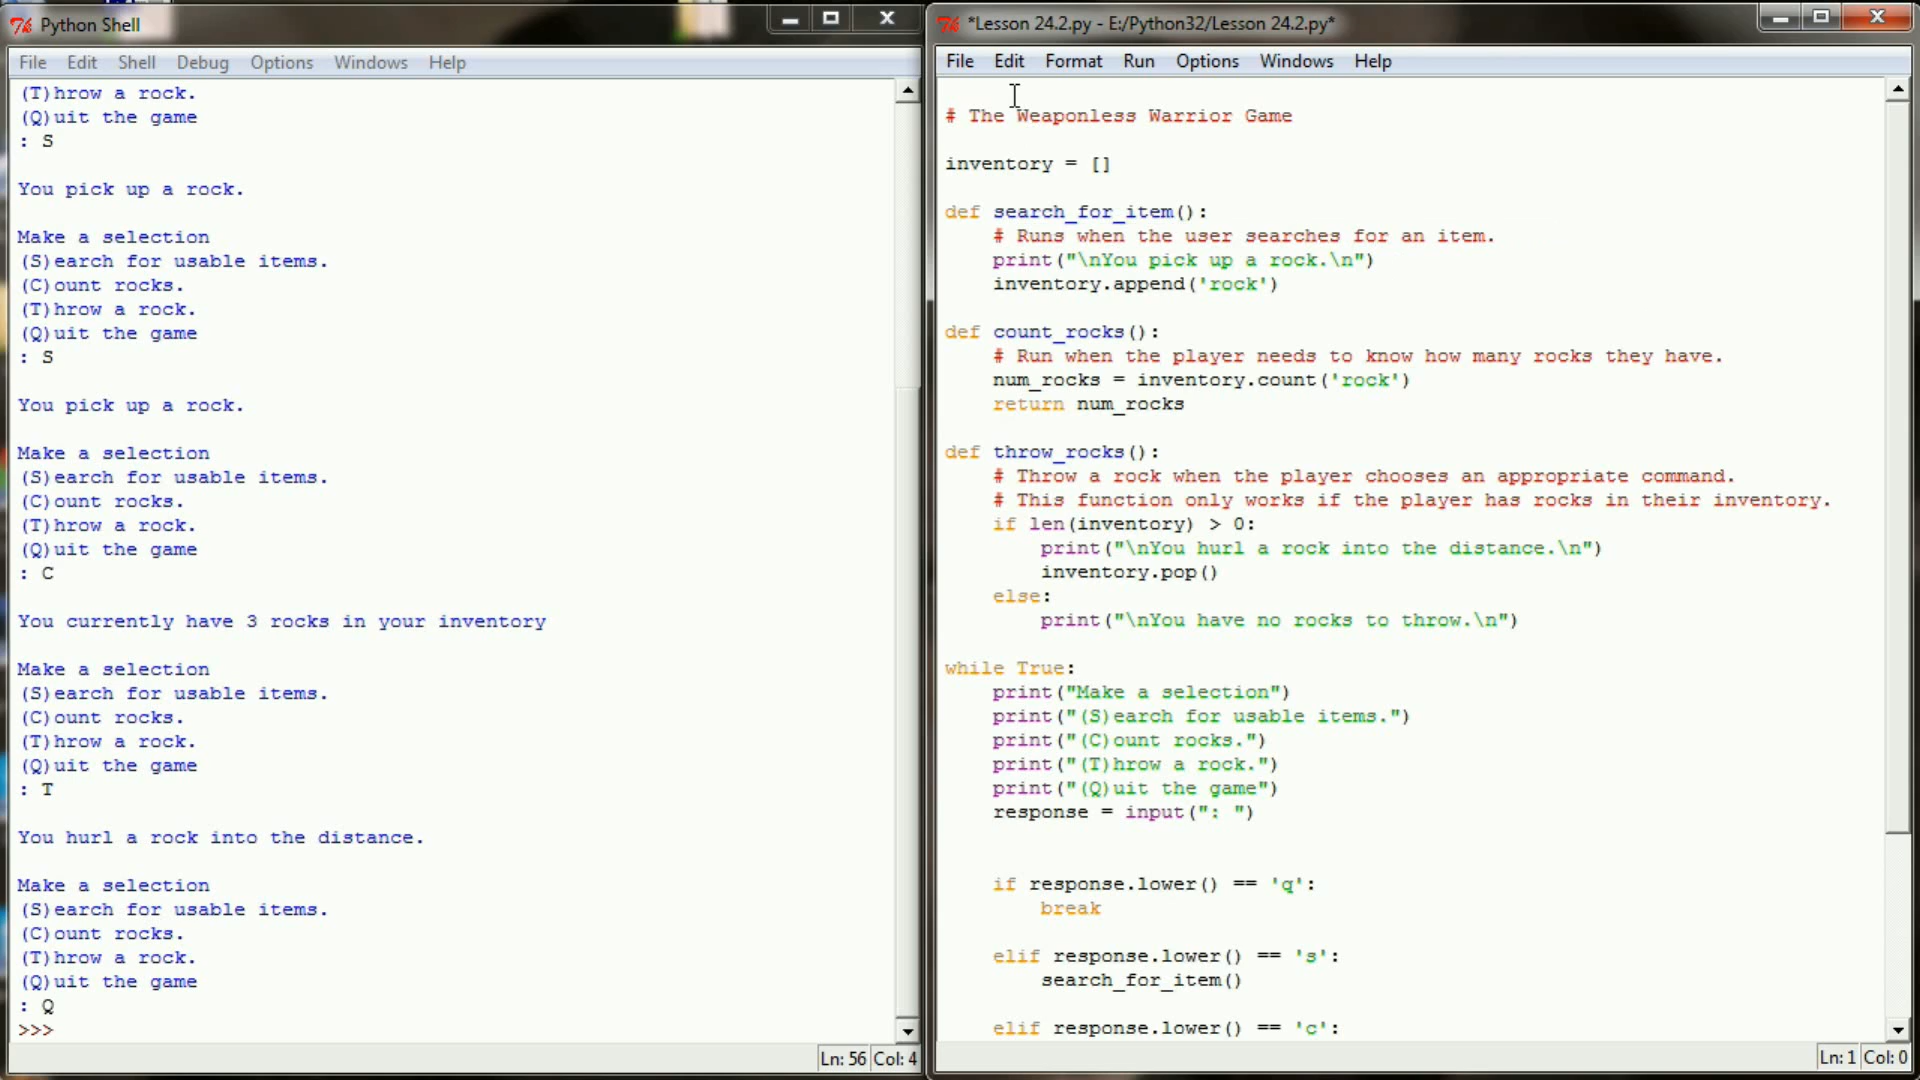 Python Shell
File Edit Shell Debug Options Windows Help
(T)hrow a rock.
(Q)uit the game
: S
You pick up a rock.
Make a selection
(S)earch for usable items.
(C)ount rocks.
(T)hrow a rock.
(Q)uit the game
: S
You pick up a rock.
Make a selection
(S)earch for usable items.
(C)ount rocks.
(T)hrow a rock.
(Q)uit the game
: C
You currently have 3 rocks in your inventory
Make a selection
(S)earch for usable items.
(C)ount rocks.
(T)hrow a rock.
(Q)uit the game
: T
You hurl a rock into the distance.
Make a selection
(S)earch for usable items.
(C)ount rocks.
(T)hrow a rock.
(Q)uit the game
: Q
>>>
Ln: 56 Col: 4
*Lesson 24.2.py - E:/Python32/Lesson 24.2.py*
File Edit Format Run Options Windows Help
# The Weaponless Warrior Game
inventory = []
def search_for_item():
    # Runs when the user searches for an item.
    print("\nYou pick up a rock.\n")
    inventory.append('rock')
def count_rocks():
    # Run when the player needs to know how many rocks they have.
    num_rocks = inventory.count('rock')
    return num_rocks
def throw_rocks():
    # Throw a rock when the player chooses an appropriate command.
    # This function only works if the player has rocks in their inventory.
    if len(inventory) > 0:
        print("\nYou hurl a rock into the distance.\n")
        inventory.pop()
    else:
        print("\nYou have no rocks to throw.\n")
while True:
    print("Make a selection")
    print("(S)earch for usable items.")
    print("(C)ount rocks.")
    print("(T)hrow a rock.")
    print("(Q)uit the game")
    response = input(": ")
    if response.lower() == 'q':
        break
    elif response.lower() == 's':
        search_for_item()
    elif response.lower() == 'c':
Ln: 1 Col: 0